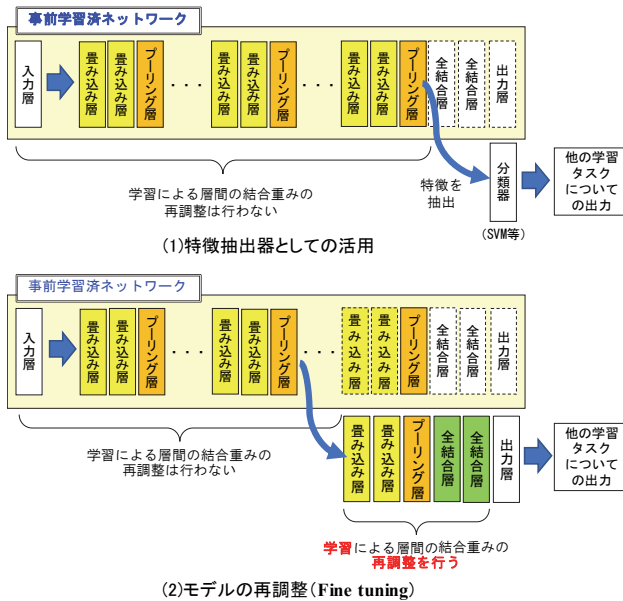 事前学習済ネットワーク
入力層
畳み込み層
畳み込み層
プーリング層
・・・
畳み込み層
畳み込み層
プーリング層
・・・
畳み込み層
畳み込み層
プーリング層
全結合層
全結合層
出力層
学習による層間の結合重みの
再調整は行わない
特徴を
抽出
分類器
(SVM等)
他の学習
タスク
について
の出力
(1)特徴抽出器としての活用
事前学習済ネットワーク
入力層
畳み込み層
畳み込み層
プーリング層
・・・
畳み込み層
畳み込み層
プーリング層
・・・
畳み込み層
畳み込み層
プーリング層
全結合層
全結合層
出力層
学習による層間の結合重みの
再調整は行わない
畳み込み層
畳み込み層
プーリング層
全結合層
全結合層
出力層
他の学習
タスク
について
の出力
学習による層間の結合重みの
再調整を行う
(2)モデルの再調整(Fine tuning)